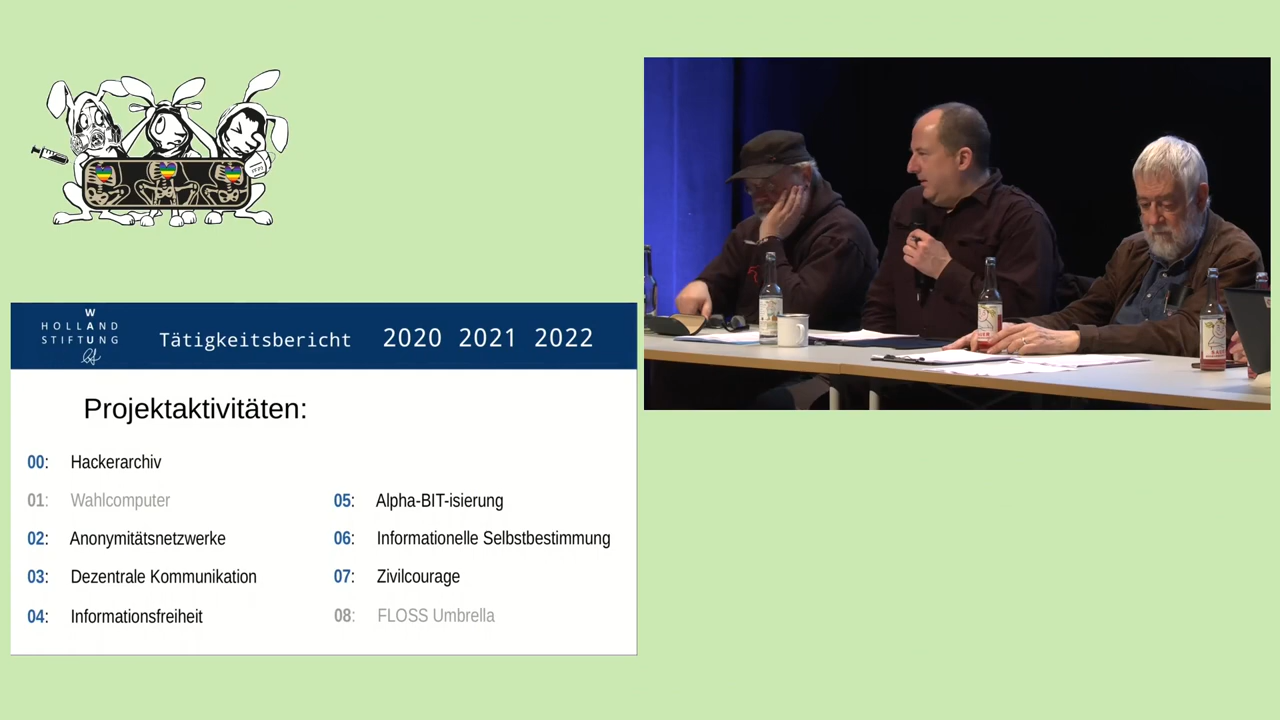 W
HOLLAND
A
STIFTUNG
Tätigkeitsbericht 2020 2021 2022
Projektaktivitäten:
00: Hackerarchiv
01: Wahlcomputer
02: Anonymitätsnetzwerke
03: Dezentrale Kommunikation
04: Informationsfreiheit
05: Alpha-BIT-isierung
06: Informationelle Selbstbestimmung
07: Zivilcourage
08: FLOSS Umbrella